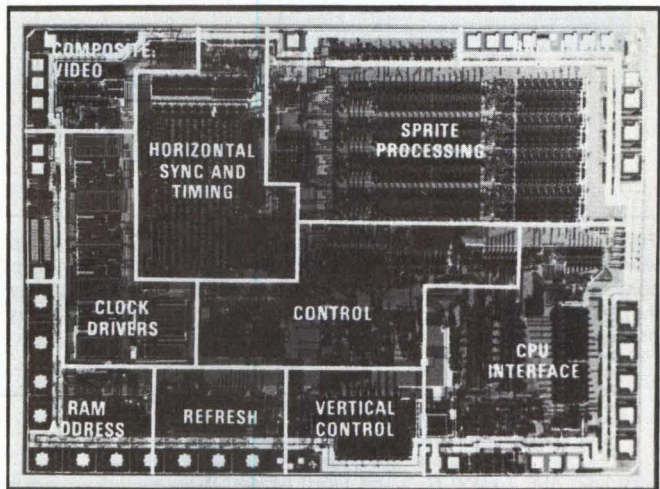 COMPOSITE
VIDEO
HORIZONTAL
SYNC AND
TIMING
SPRITE
PROCESSING
CLOCK
DRIVERS
CONTROL
CPU
INTERFACE
RAM
ADDRESS
REFRESH
VERTICAL
CONTROL